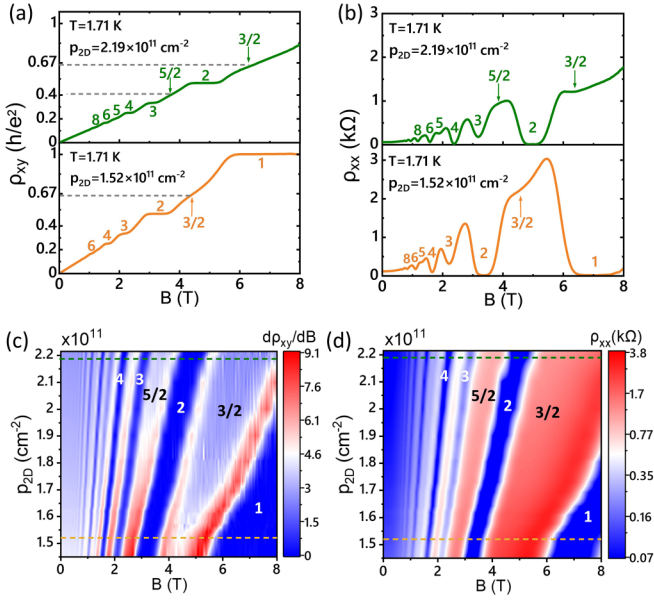 (a)
T=1.71 K
p2D=2.19×10¹¹ cm⁻²
3/2
5/2
2
8 6 5 4 3
1
0.67
0.4
0.2
0
T=1.71 K
p2D=1.52×10¹¹ cm⁻²
1
2
3/2
6 4 3
1
0.67
0.2
0
ρxy (h/e²)
0 2 4 6 8
B (T)
(b)
T=1.71 K
p2D=2.19×10¹¹ cm⁻²
5/2
3/2
8 6 5 4 3 2
3
2
1
0
T=1.71 K
p2D=1.52×10¹¹ cm⁻²
3/2
8 6 5 4 3 2 1
3
2
1
0
ρxx (kΩ)
0 2 4 6 8
B (T)
(c)
x10¹¹
dρxy/dB
4 3 5/2 2 3/2 1
2.2
2.1
2
1.9
1.8
1.7
1.6
1.5
p2D (cm⁻²)
0 2 4 6 8
B (T)
9.1
7.6
6.1
4.6
3
1.5
0
(d)
x10¹¹
ρxx(kΩ)
4 3 5/2 2 3/2 1
2.2
2.1
2
1.9
1.8
1.7
1.6
1.5
p2D (cm⁻²)
0 2 4 6 8
B (T)
3.8
1.7
0.77
0.35
0.16
0.07